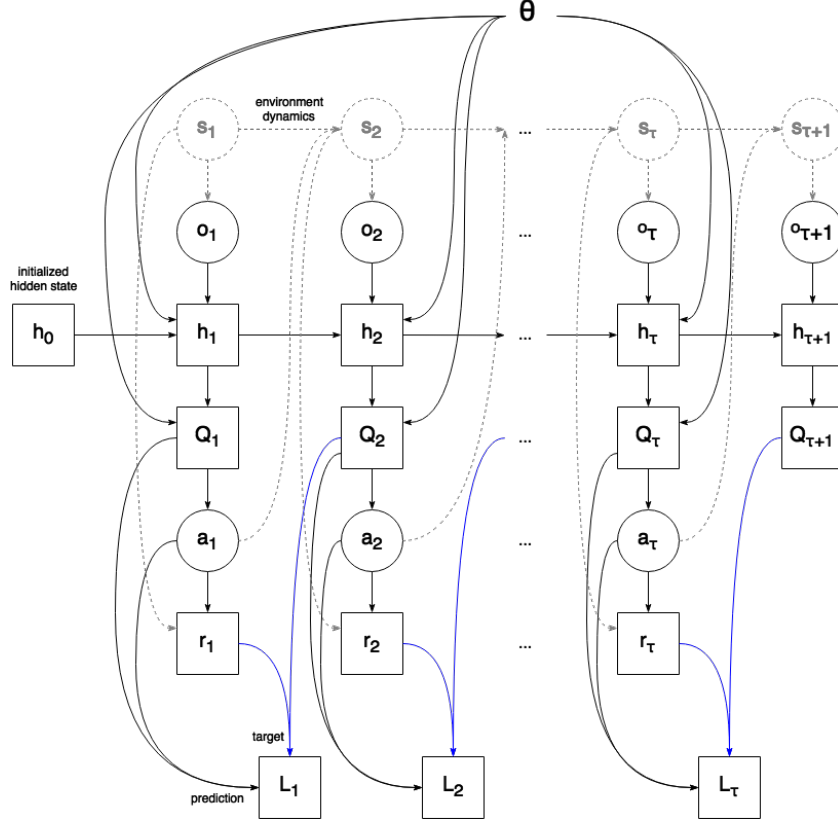 θ
environment
dynamics
s1 s2 ... sτ sτ+1
o1 o2 ... oτ oτ+1
initialized
hidden state
h0 h1 h2 ... hτ hτ+1
Q1 Q2 ... Qτ Qτ+1
a1 a2 ... aτ
r1 r2 ... rτ
target
prediction
L1 L2 Lτ